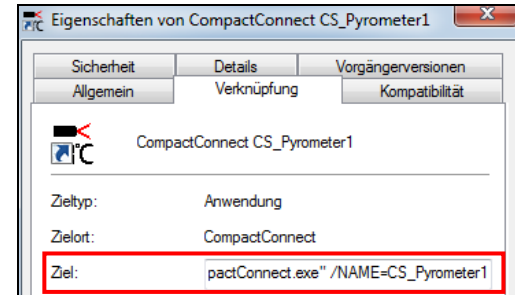 Eigenschaften von CompactConnect CS_Pyrometer1
Sicherheit Details Vorgängerversionen
Allgemein Verknüpfung Kompatibilität
°C CompactConnect CS_Pyrometer1
Zieltyp: Anwendung
Zielort: CompactConnect
Ziel: pactConnect.exe" /NAME=CS_Pyrometer1